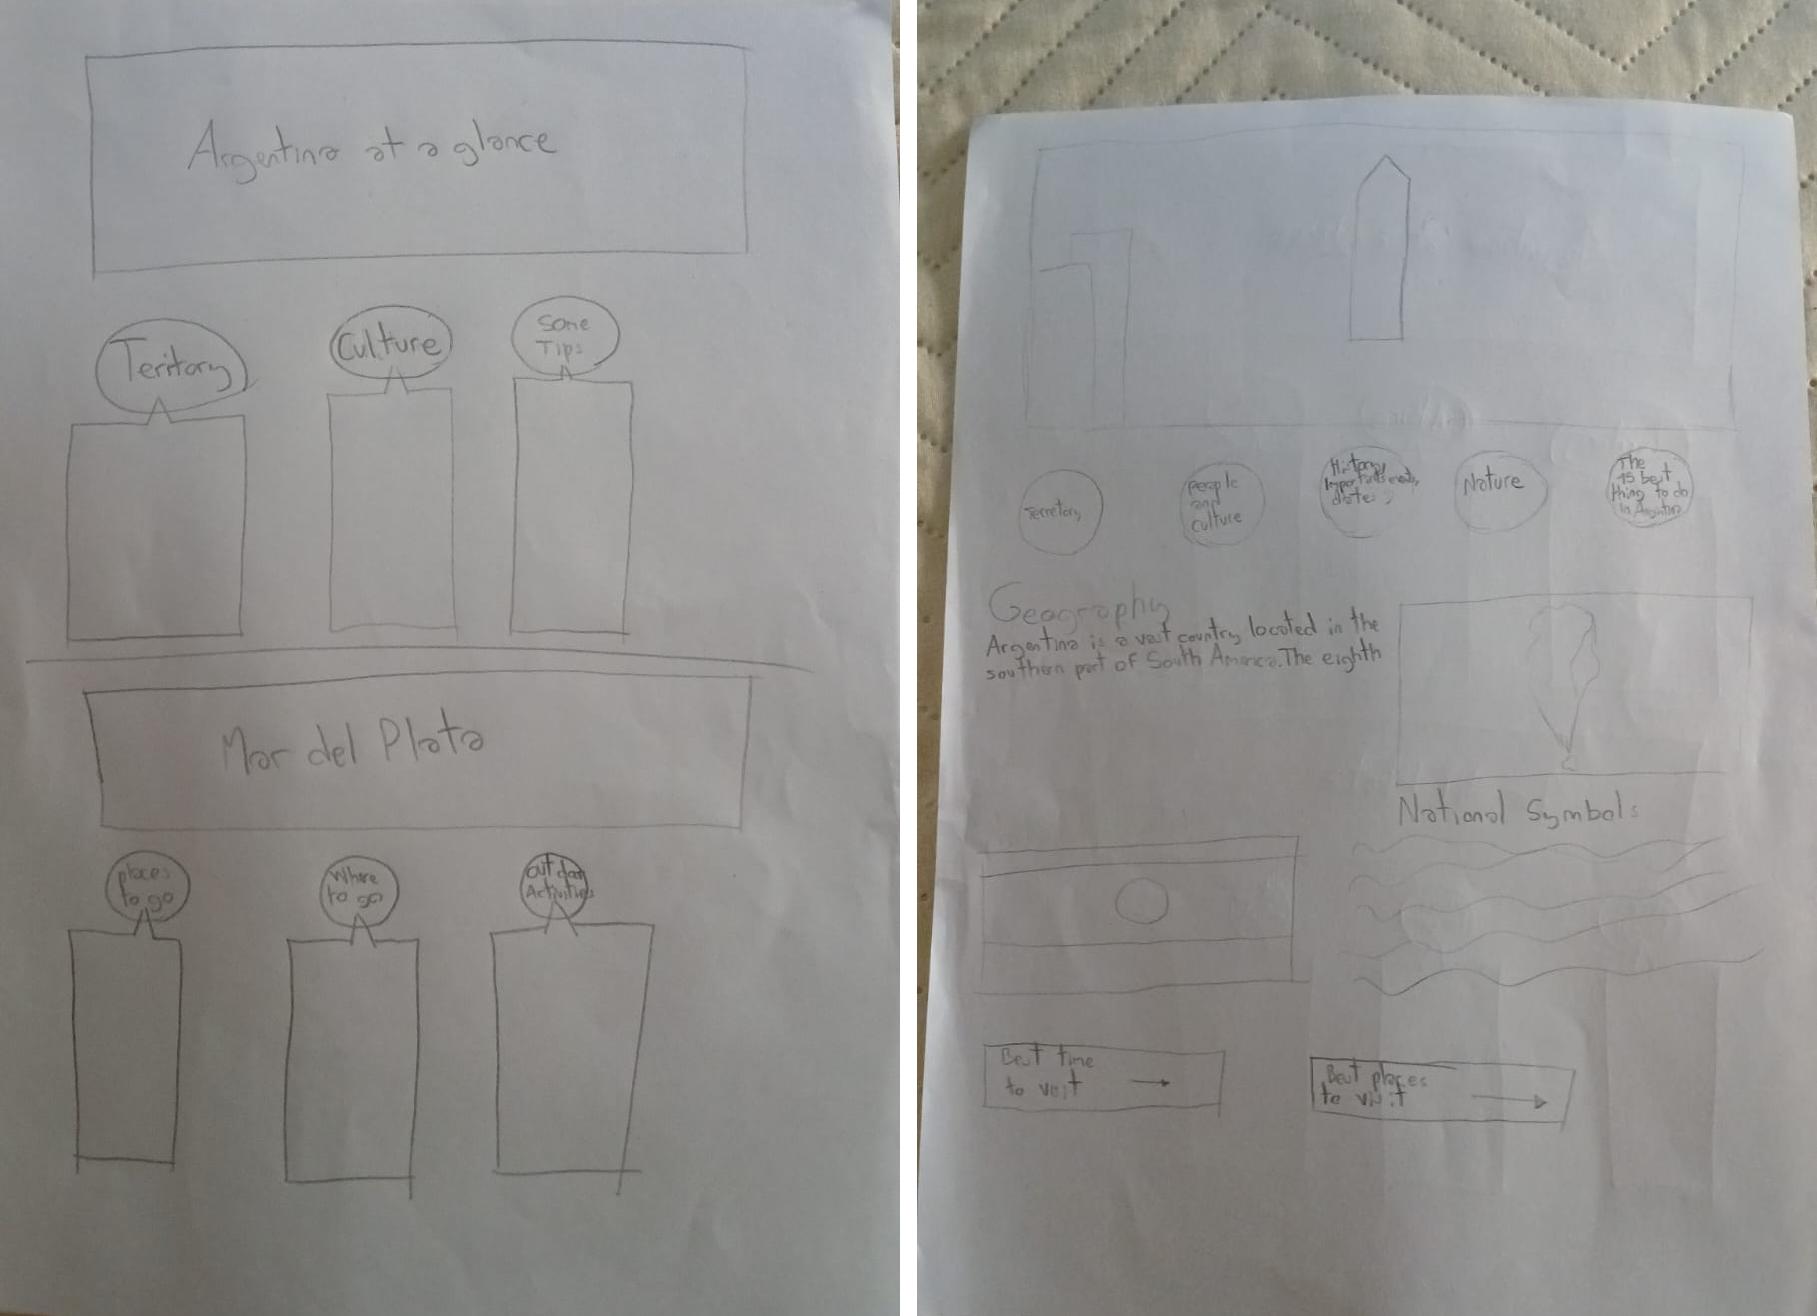 Argentina at a glance
Teritory
Culture
Some
Tips
Mar del Plata
places
to go
Where
to go
out door
Activities
people
and
culture
History
dates
Nature
The
15 best
thing to do
in Argentina
Geography
Argentina is a vast country located in the
southern part of South America. The eighth
National Symbols
Best time
to visit
Best places
to visit